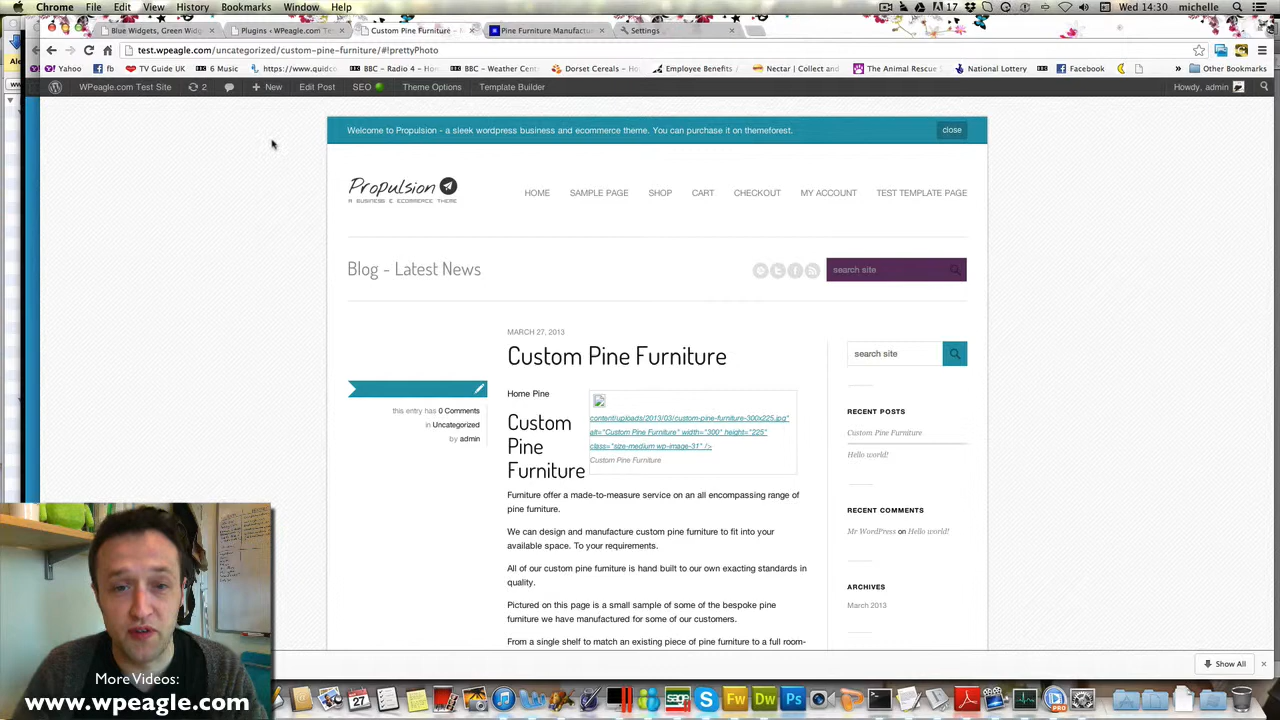 Chrome File Edit View History Bookmarks Window Help 17 Wed 14:30 michelle
Blue Widgets, Green Widg Plugins ‹ WPeagle.com Tes Custom Pine Furniture - Pine Furniture Manufactur Settings
test.wpeagle.com/uncategorized/custom-pine-furniture/#!prettyPhoto
Yahoo fb TV Guide UK 6 Music https://www.quidco BBC - Radio 4 - Ho BBC - Weather Cen Dorset Cereals - Hom Employee Benefits / Nectar | Collect and The Animal Rescue National Lottery Facebook » Other Bookmarks
WPeagle.com Test Site 2 + New Edit Post SEO Theme Options Template Builder Howdy, admin
Welcome to Propulsion - a sleek wordpress business and ecommerce theme. You can purchase it on themeforest. close
Propulsion
A BUSINESS & ECOMMERCE THEME
HOME SAMPLE PAGE SHOP CART CHECKOUT MY ACCOUNT TEST TEMPLATE PAGE
Blog - Latest News
search site
MARCH 27, 2013
Custom Pine Furniture
this entry has 0 Comments
in Uncategorized
by admin
Home Pine
Custom
Pine
Furniture
content/uploads/2013/03/custom-pine-furniture-300x225.jpg"
alt="Custom Pine Furniture" width="300" height="225"
class="size-medium wp-image-31" />
Custom Pine Furniture
Furniture offer a made-to-measure service on an all encompassing range of
pine furniture.
We can design and manufacture custom pine furniture to fit into your
available space. To your requirements.
All of our custom pine furniture is hand built to our own exacting standards in
quality.
Pictured on this page is a small sample of some of the bespoke pine
furniture we have manufactured for some of our customers.
From a single shelf to match an existing piece of pine furniture to a full room-
search site
RECENT POSTS
Custom Pine Furniture
Hello world!
RECENT COMMENTS
Mr WordPress on Hello world!
ARCHIVES
March 2013
Show All
More Videos:
www.wpeagle.com